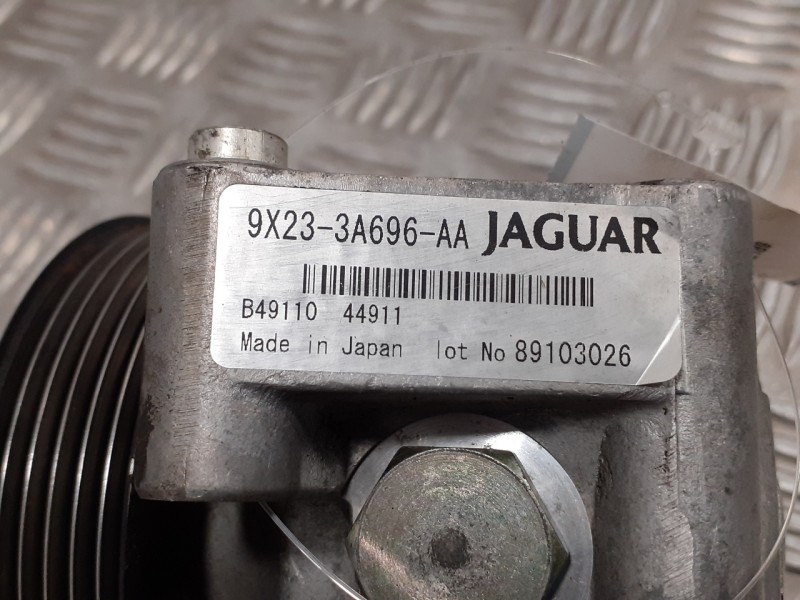 9X23-3A696-AA JAGUAR
B49110 44911
Made in Japan lot No 89103026